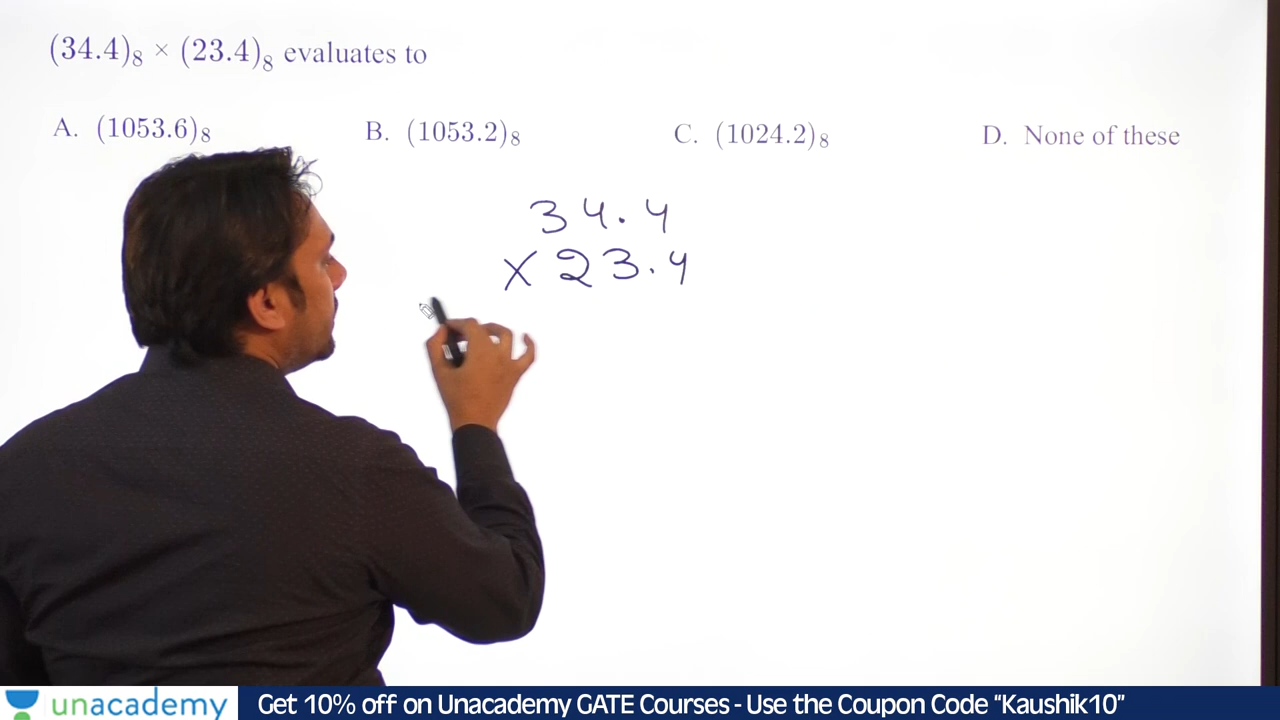 (34.4)₈ × (23.4)₈ evaluates to
A. (1053.6)₈ B. (1053.2)₈ C. (1024.2)₈ D. None of these
34.4
× 23.4
unacademy Get 10% off on Unacademy GATE Courses - Use the Coupon Code “Kaushik10”